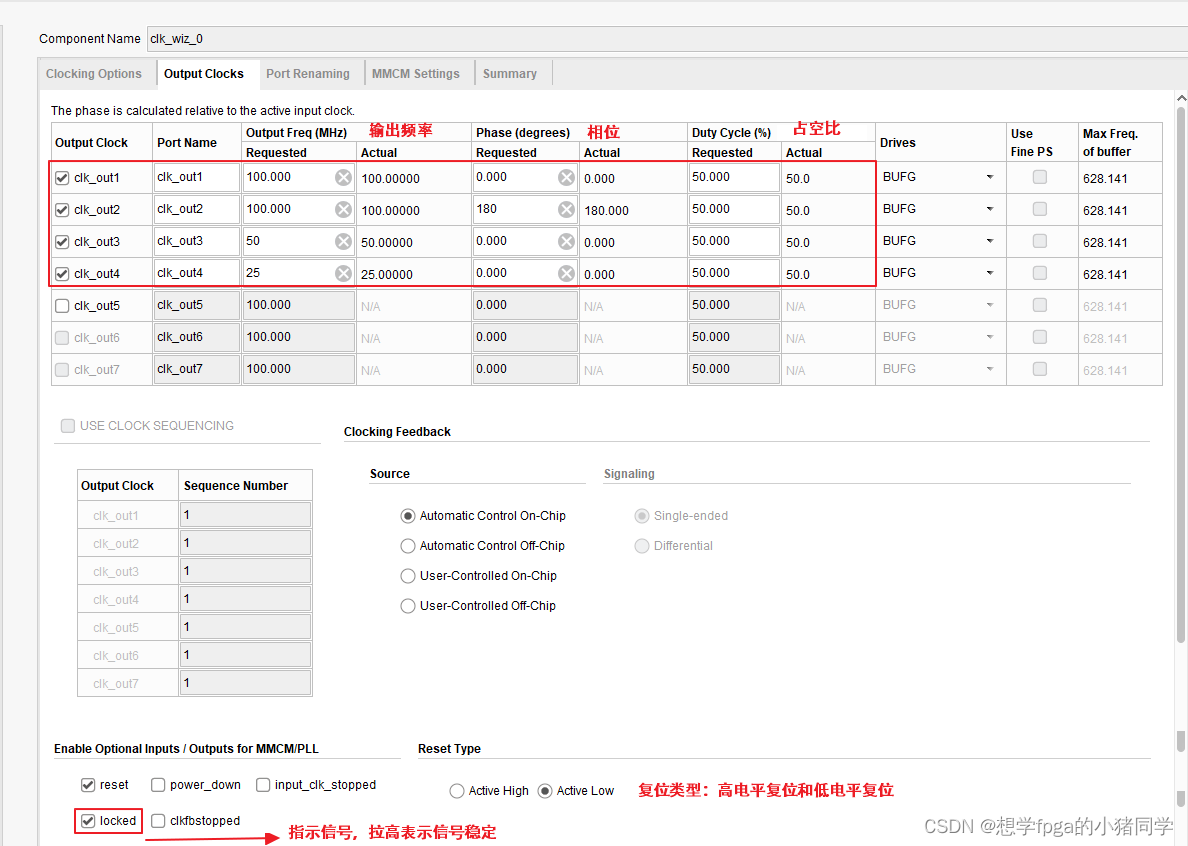 Component Name clk_wiz_0
Clocking Options Output Clocks Port Renaming MMCM Settings Summary
The phase is calculated relative to the active input clock.
Output Clock Port Name Output Freq (MHz) 输出频率 Phase (degrees) 相位 Duty Cycle (%) 占空比 Drives Use Fine PS Max Freq. of buffer
Requested Actual Requested Actual Requested Actual
clk_out1 clk_out1 100.000 100.00000 0.000 0.000 50.000 50.0 BUFG 628.141
clk_out2 clk_out2 100.000 100.00000 180 180.000 50.000 50.0 BUFG 628.141
clk_out3 clk_out3 50 50.00000 0.000 0.000 50.000 50.0 BUFG 628.141
clk_out4 clk_out4 25 25.00000 0.000 0.000 50.000 50.0 BUFG 628.141
clk_out5 clk_out5 100.000 N/A 0.000 N/A 50.000 N/A BUFG 628.141
clk_out6 clk_out6 100.000 N/A 0.000 N/A 50.000 N/A BUFG 628.141
clk_out7 clk_out7 100.000 N/A 0.000 N/A 50.000 N/A BUFG 628.141
USE CLOCK SEQUENCING
Output Clock Sequence Number
clk_out1 1
clk_out2 1
clk_out3 1
clk_out4 1
clk_out5 1
clk_out6 1
clk_out7 1
Clocking Feedback
Source
Automatic Control On-Chip
Automatic Control Off-Chip
User-Controlled On-Chip
User-Controlled Off-Chip
Signaling
Single-ended
Differential
Enable Optional Inputs / Outputs for MMCM/PLL
reset power_down input_clk_stopped
locked clkfbstopped
指示信号，拉高表示信号稳定
Reset Type
Active High Active Low 复位类型：高电平复位和低电平复位
CSDN @想学fpga的小猪同学